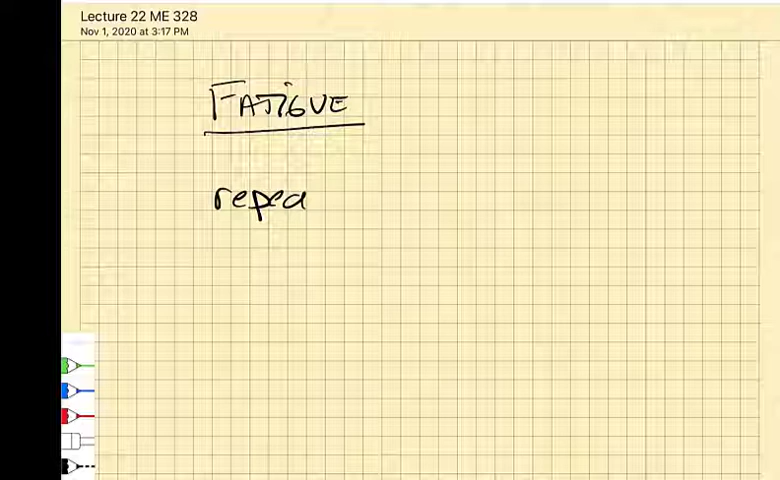 Lecture 22 ME 328
Nov 1, 2020 at 3:17 PM
FATIGUE
repea